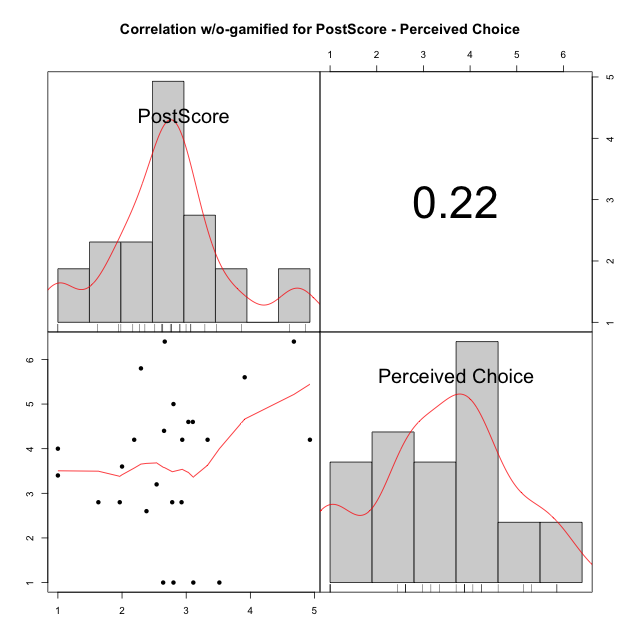 Correlation w/o-gamified for PostScore - Perceived Choice
1 2 3 4 5 6
PostScore
0.22
5
4
3
2
1
Perceived Choice
6
5
4
3
2
1
1 2 3 4 5